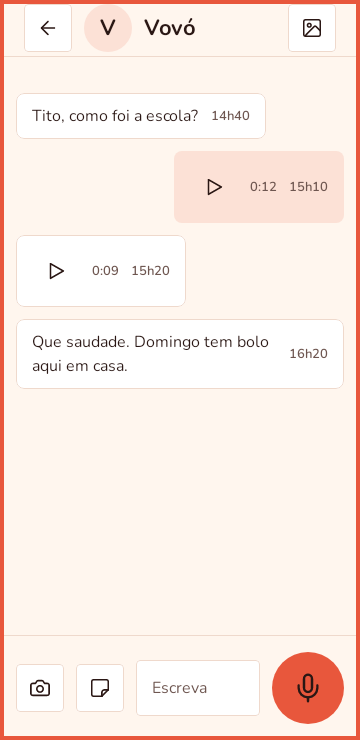 V Vovó
Tito, como foi a escola? 14h40
0:12 15h10
0:09 15h20
Que saudade. Domingo tem bolo
aqui em casa. 16h20
Escreva